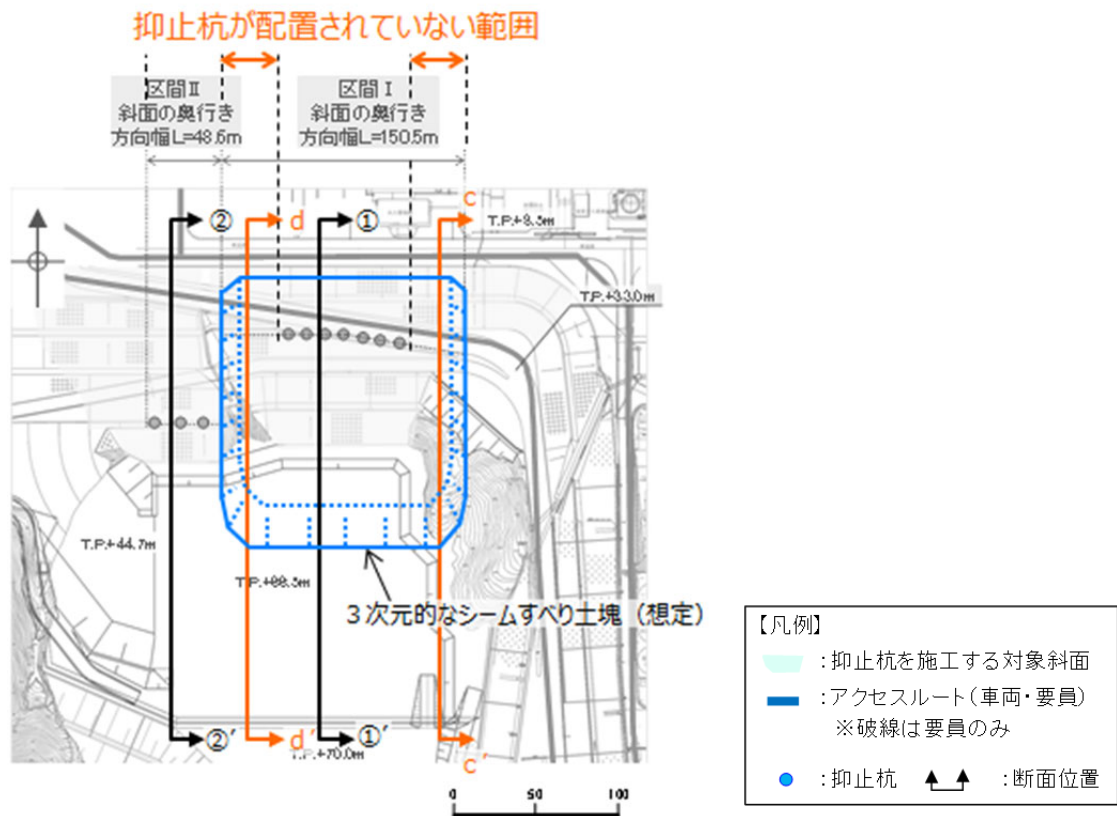 抑止杭が配置されていない範囲
区間Ⅱ
斜面の奥行き
方向幅L=48.6m
区間Ⅰ
斜面の奥行き
方向幅L=150.5m
②
d
①
c
T.P.+8.5m
T.P.+33.0m
T.P.+44.7m
T.P.+88.5m
3次元的なシームすべり土塊（想定）
②′
d′
①′
T.P.+70.0m
c′
0 50 100
【凡例】
：抑止杭を施工する対象斜面
：アクセスルート（車両・要員）
※破線は要員のみ
：抑止杭
：断面位置